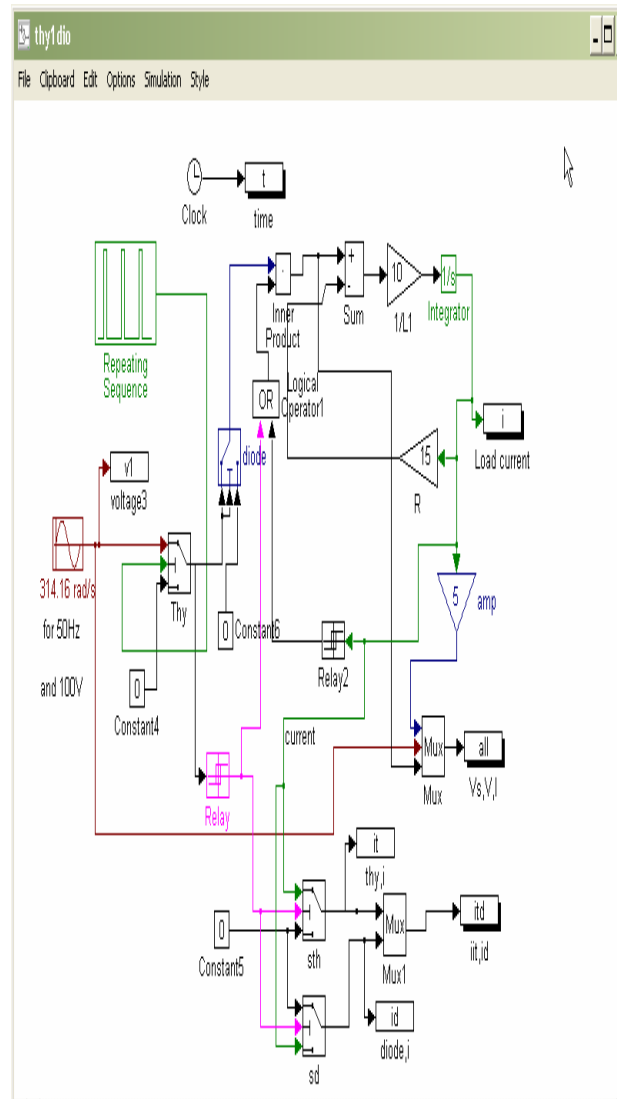 thy1dio
File Clipboard Edit Options Simulation Style
t
Clock
time
+
-
10
1/s
Sum
1/L1
Integrator
Inner
Product
Repeating
Sequence
OR
Logical
Operator1
i
Load current
diode
15
R
v1
voltage3
314.16 rad/s
for 50Hz
and 100V
Thy
5
amp
0
Constant6
Relay2
0
Constant4
current
Relay
Mux
Mux
all
Vs,V,I
it
thy,i
0
Constant5
sth
Mux
Mux1
itd
iit,id
id
diode,i
sd